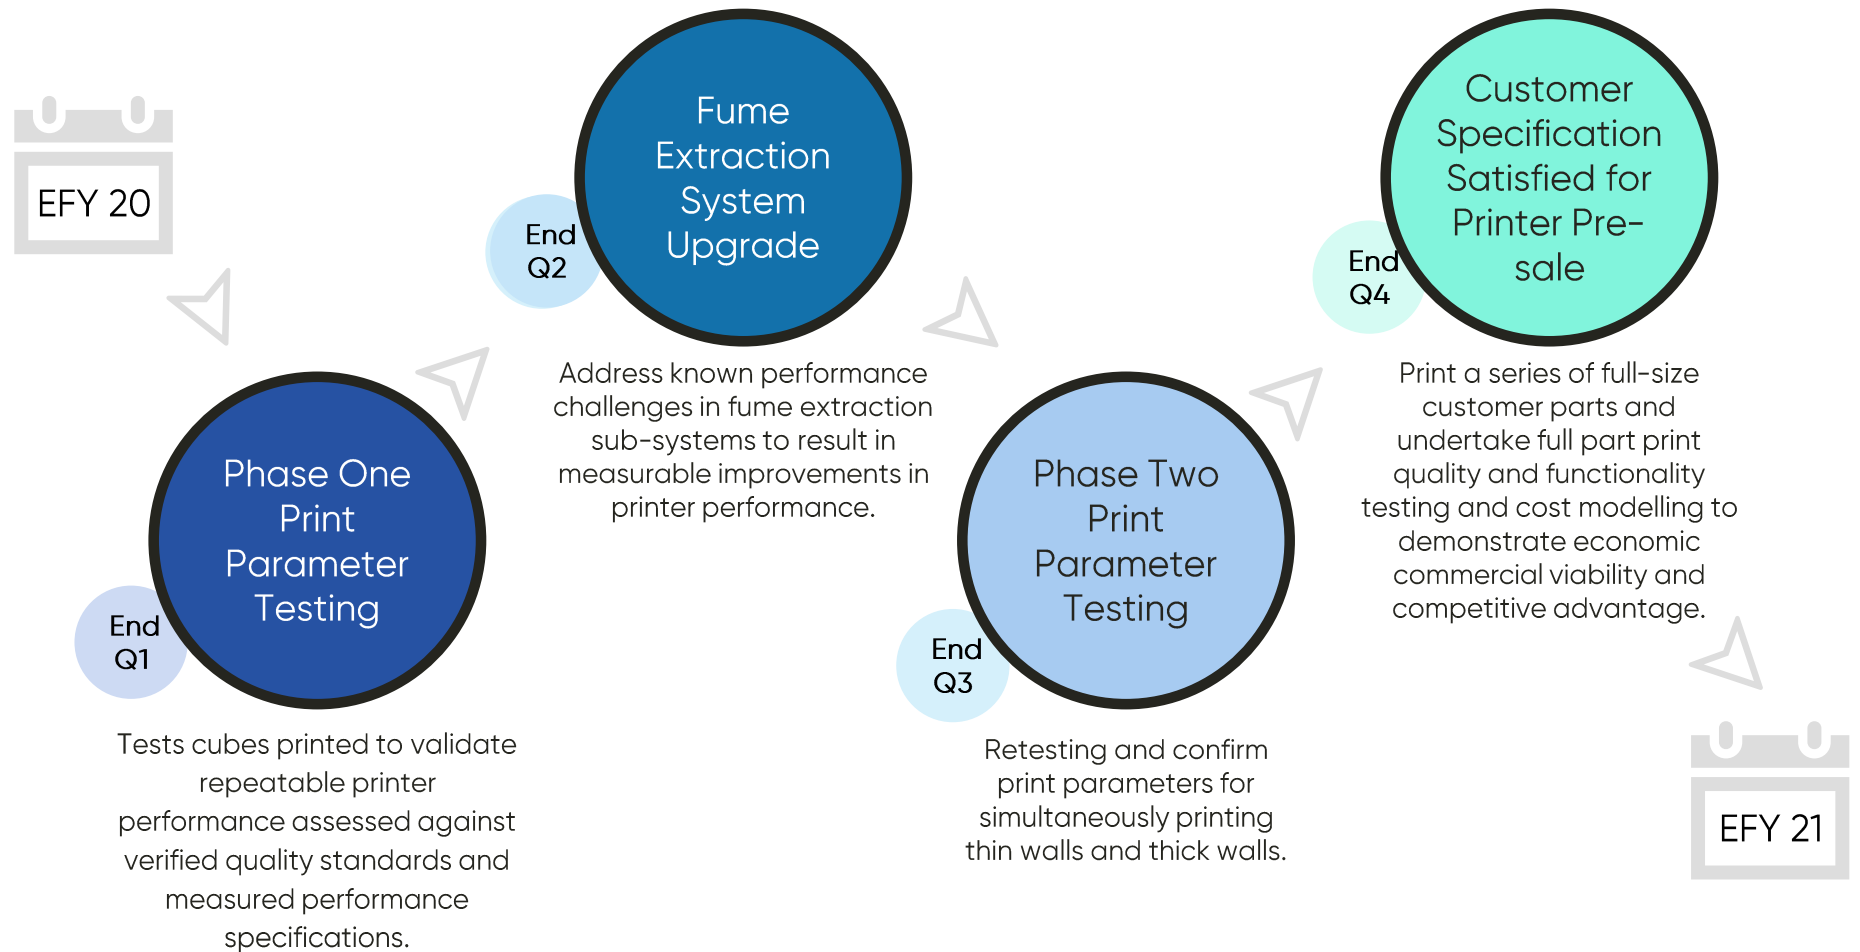 EFY 20
Phase One
Print
Parameter
Testing
End
Q1
Tests cubes printed to validate
repeatable printer
performance assessed against
verified quality standards and
measured performance
specifications.
Fume
Extraction
System
Upgrade
End
Q2
Address known performance
challenges in fume extraction
sub-systems to result in
measurable improvements in
printer performance.
Phase Two
Print
Parameter
Testing
End
Q3
Retesting and confirm
print parameters for
simultaneously printing
thin walls and thick walls.
Customer
Specification
Satisfied for
Printer Pre-
sale
End
Q4
Print a series of full-size
customer parts and
undertake full part print
quality and functionality
testing and cost modelling to
demonstrate economic
commercial viability and
competitive advantage.
EFY 21